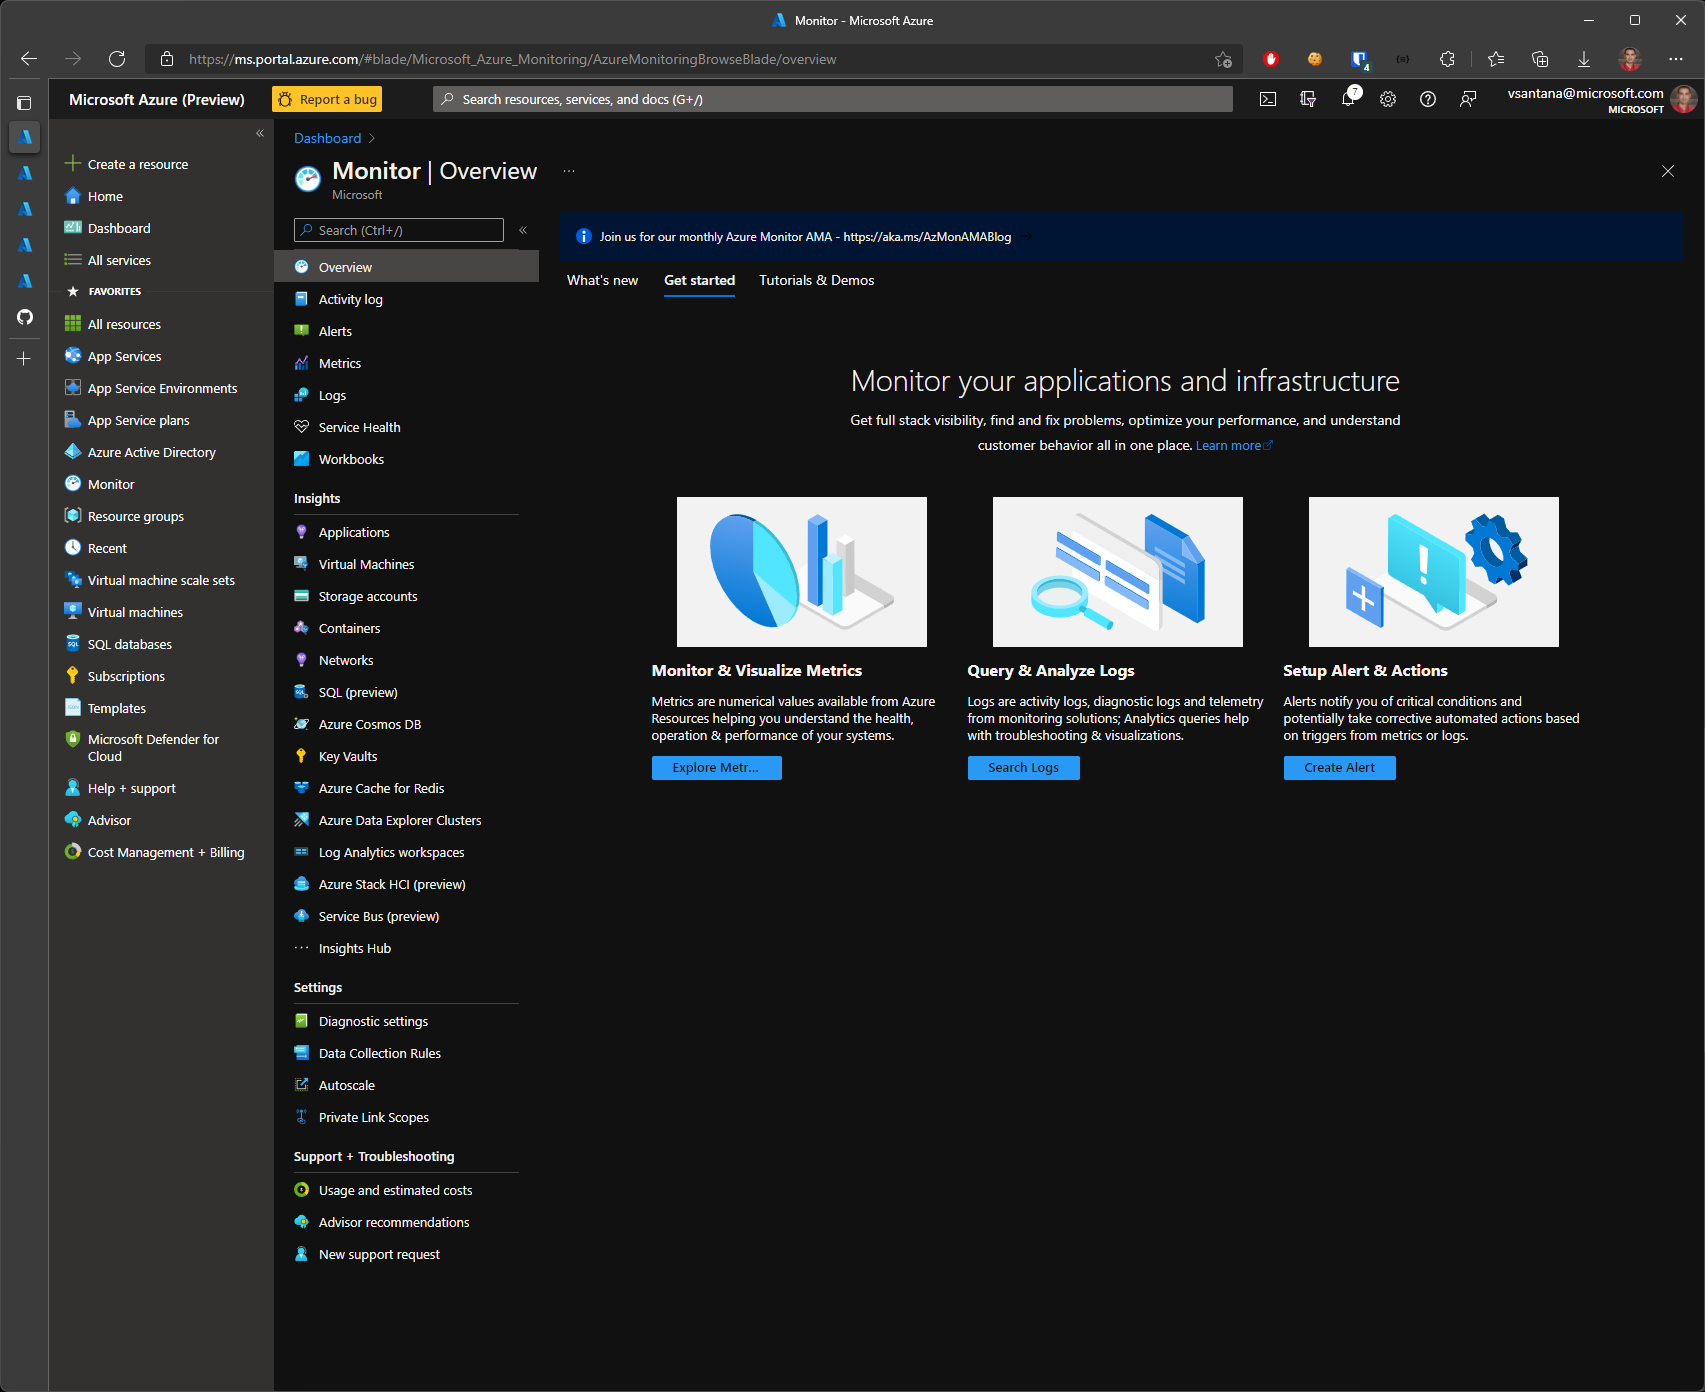 Monitor - Microsoft Azure
https://ms.portal.azure.com/#blade/Microsoft_Azure_Monitoring/AzureMonitoringBrowseBlade/overview
4
Microsoft Azure (Preview)
Report a bug
Search resources, services, and docs (G+/)
7
vsantana@microsoft.com
MICROSOFT
Create a resource
Home
Dashboard
All services
FAVORITES
All resources
App Services
App Service Environments
App Service plans
Azure Active Directory
Monitor
Resource groups
Recent
Virtual machine scale sets
Virtual machines
SQL databases
Subscriptions
Templates
Microsoft Defender for
Cloud
Help + support
Advisor
Cost Management + Billing
Dashboard
Monitor | Overview
...
Microsoft
Search (Ctrl+/)
Overview
Activity log
Alerts
Metrics
Logs
Service Health
Workbooks
Insights
Applications
Virtual Machines
Storage accounts
Containers
Networks
SQL (preview)
Azure Cosmos DB
Key Vaults
Azure Cache for Redis
Azure Data Explorer Clusters
Log Analytics workspaces
Azure Stack HCI (preview)
Service Bus (preview)
Insights Hub
Settings
Diagnostic settings
Data Collection Rules
Autoscale
Private Link Scopes
Support + Troubleshooting
Usage and estimated costs
Advisor recommendations
New support request
Join us for our monthly Azure Monitor AMA - https://aka.ms/AzMonAMABlog
What's new
Get started
Tutorials & Demos
Monitor your applications and infrastructure
Get full stack visibility, find and fix problems, optimize your performance, and understand
customer behavior all in one place. Learn more
Monitor & Visualize Metrics
Metrics are numerical values available from Azure
Resources helping you understand the health,
operation & performance of your systems.
Explore Metr...
Query & Analyze Logs
Logs are activity logs, diagnostic logs and telemetry
from monitoring solutions; Analytics queries help
with troubleshooting & visualizations.
Search Logs
Setup Alert & Actions
Alerts notify you of critical conditions and
potentially take corrective automated actions based
on triggers from metrics or logs.
Create Alert